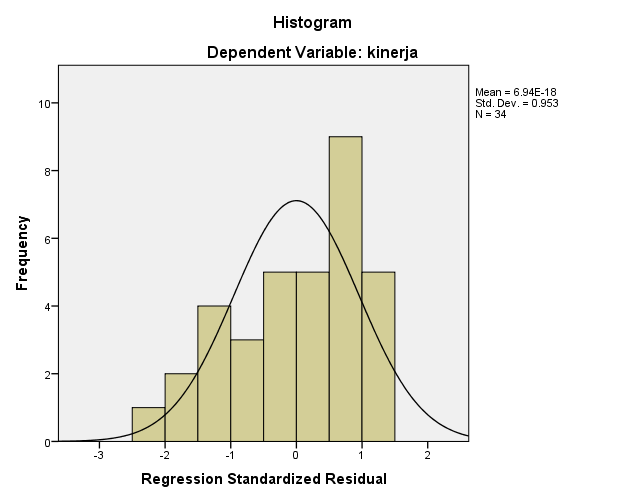 Histogram
Dependent Variable: kinerja
Mean = 6.94E-18
Std. Dev. = 0.953
N = 34
Frequency
10
8
6
4
2
0
-3 -2 -1 0 1 2
Regression Standardized Residual